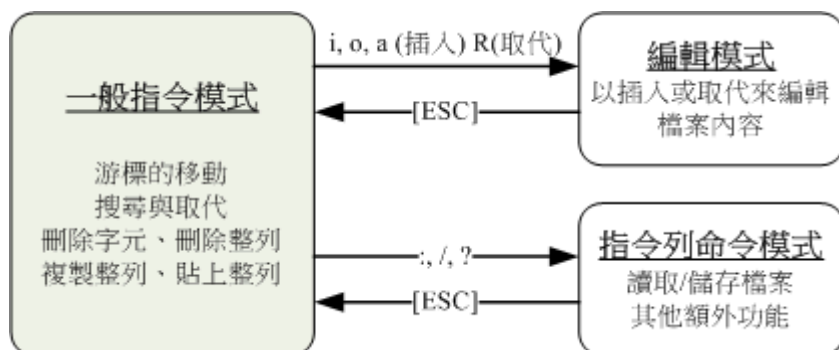 一般指令模式
游標的移動
搜尋與取代
刪除字元、刪除整列
複製整列、貼上整列
i, o, a (插入) R(取代)
[ESC]
編輯模式
以插入或取代來編輯
檔案內容
:, /, ?
[ESC]
指令列命令模式
讀取/儲存檔案
其他額外功能